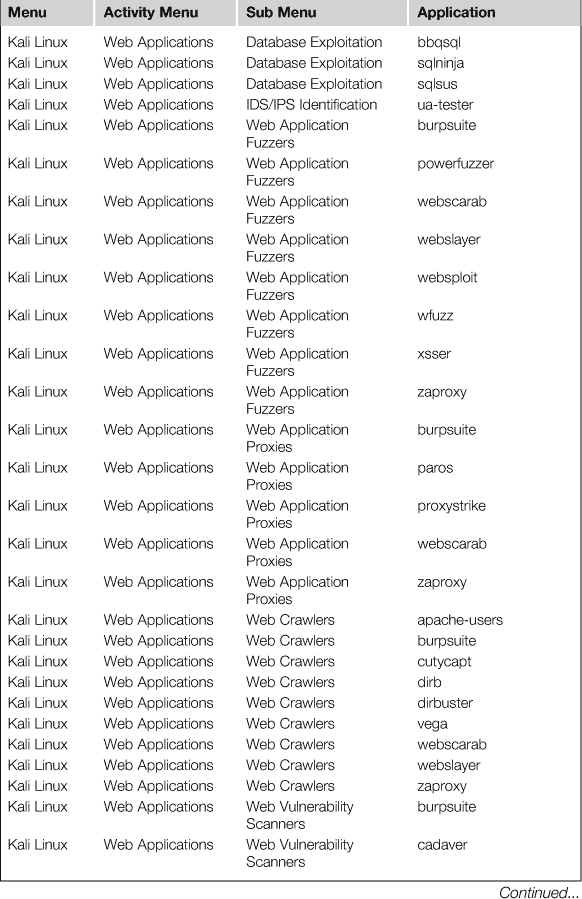 Menu Activity Menu Sub Menu Application
Kali Linux Web Applications Database Exploitation bbqsql
Kali Linux Web Applications Database Exploitation sqlninja
Kali Linux Web Applications Database Exploitation sqlsus
Kali Linux Web Applications IDS/IPS Identification ua-tester
Kali Linux Web Applications Web Application burpsuite
Fuzzers
Kali Linux Web Applications Web Application powerfuzzer
Fuzzers
Kali Linux Web Applications Web Application webscarab
Fuzzers
Kali Linux Web Applications Web Application webslayer
Fuzzers
Kali Linux Web Applications Web Application websploit
Fuzzers
Kali Linux Web Applications Web Application wfuzz
Fuzzers
Kali Linux Web Applications Web Application xsser
Fuzzers
Kali Linux Web Applications Web Application zaproxy
Fuzzers
Kali Linux Web Applications Web Application burpsuite
Proxies
Kali Linux Web Applications Web Application paros
Proxies
Kali Linux Web Applications Web Application proxystrike
Proxies
Kali Linux Web Applications Web Application webscarab
Proxies
Kali Linux Web Applications Web Application zaproxy
Proxies
Kali Linux Web Applications Web Crawlers apache-users
Kali Linux Web Applications Web Crawlers burpsuite
Kali Linux Web Applications Web Crawlers cutycapt
Kali Linux Web Applications Web Crawlers dirb
Kali Linux Web Applications Web Crawlers dirbuster
Kali Linux Web Applications Web Crawlers vega
Kali Linux Web Applications Web Crawlers webscarab
Kali Linux Web Applications Web Crawlers webslayer
Kali Linux Web Applications Web Crawlers zaproxy
Kali Linux Web Applications Web Vulnerability burpsuite
Scanners
Kali Linux Web Applications Web Vulnerability cadaver
Scanners
Continued...